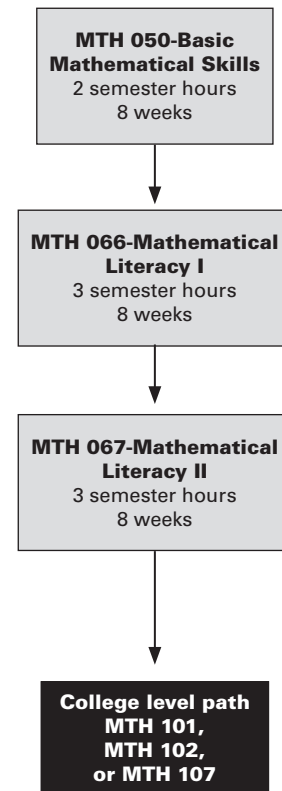 MTH 050-Basic
Mathematical Skills
2 semester hours
8 weeks
MTH 066-Mathematical
Literacy I
3 semester hours
8 weeks
MTH 067-Mathematical
Literacy II
3 semester hours
8 weeks
College level path
MTH 101,
MTH 102,
or MTH 107